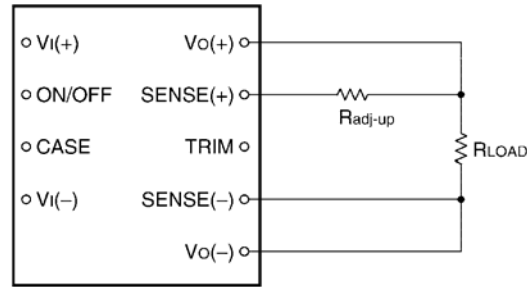 VI(+) VO(+)
ON/OFF SENSE(+)
Radj-up
CASE TRIM
RLOAD
VI(–) SENSE(–)
VO(–)